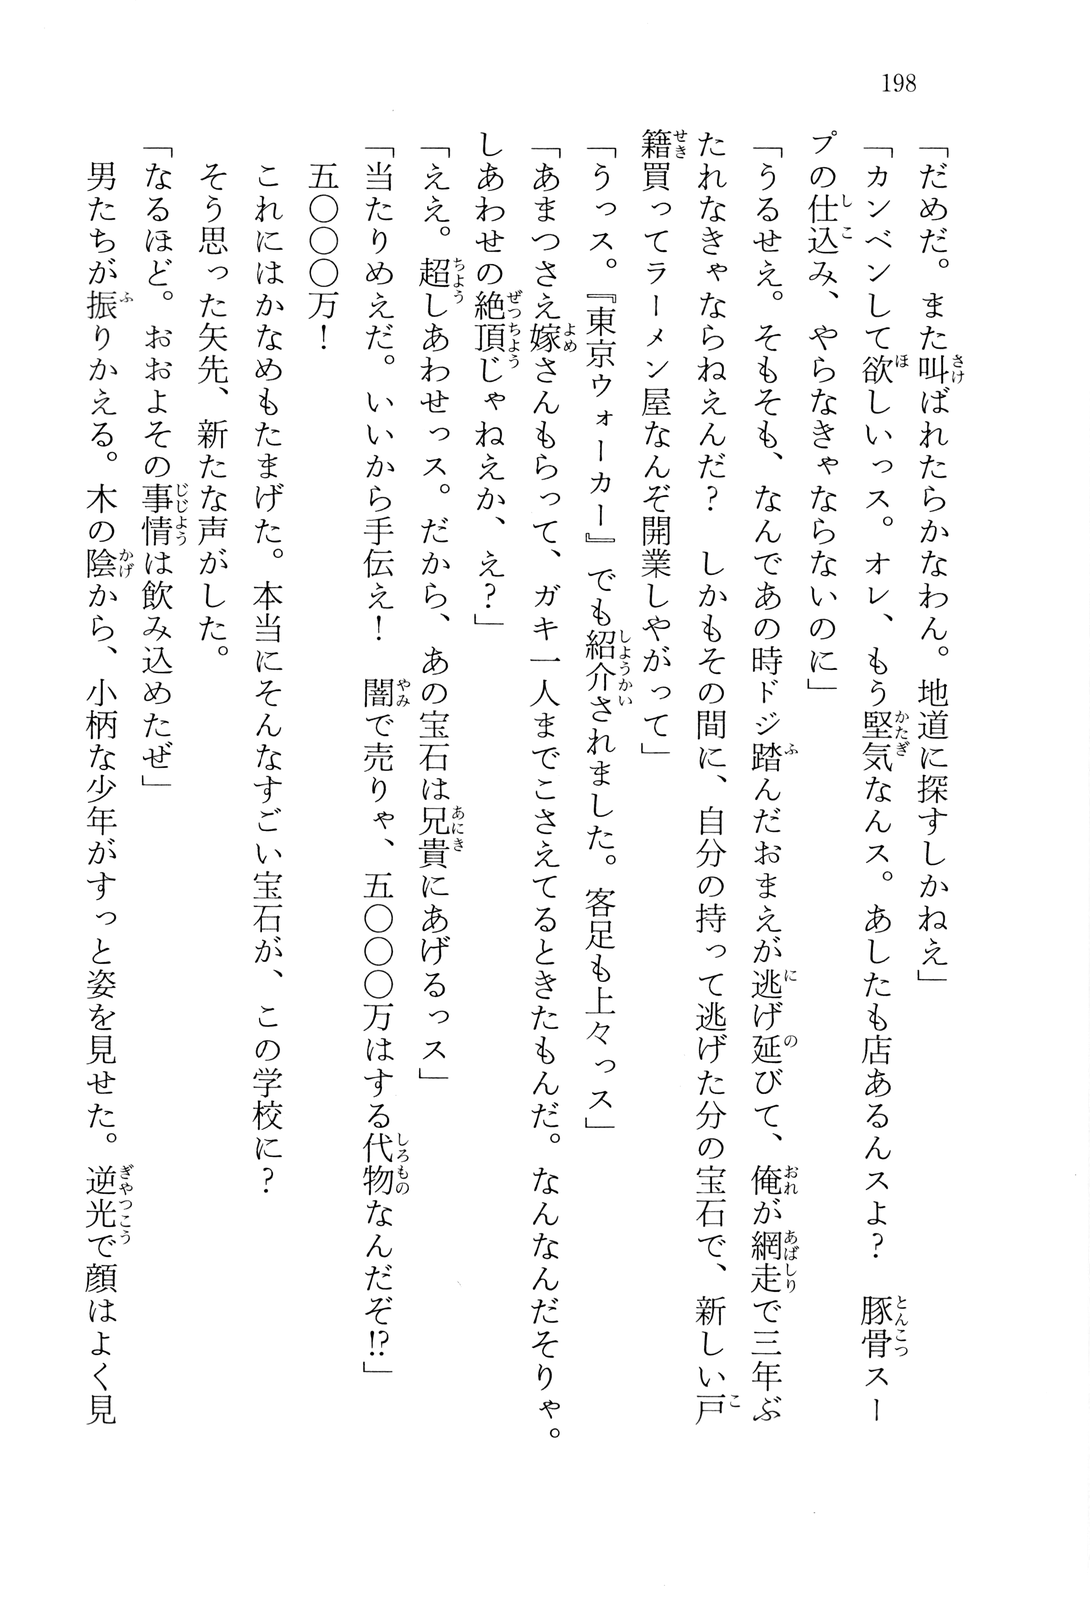 198
「だめだ。また叫ばれたらかなわん。地道に探すしかねえ」
「カンベンして欲しいっス。オレ、もう堅気なんス。あしたも店あるんスよ？　豚骨スー
プの仕込み、やらなきゃならないのに」
「うるせえ。そもそも、なんであの時ドジ踏んだおまえが逃げ延びて、俺が網走で三年ぶ
たれなきゃならねえんだ？　しかもその間に、自分の持って逃げた分の宝石で、新しい戸
籍買ってラーメン屋なんぞ開業しやがって」
「うっス。『東京ウォーカー』でも紹介されました。客足も上々っス」
「あまつさえ嫁さんもらって、ガキ一人までこさえてるときたもんだ。なんなんだそりゃ。
しあわせの絶頂じゃねえか、え？」
「ええ。超しあわせっス。だから、あの宝石は兄貴にあげるっス」
「当たりめえだ。いいから手伝え！　闇で売りゃ、五〇〇〇万はする代物なんだぞ!?」
五〇〇〇万！
これにはかなめもたまげた。本当にそんなすごい宝石が、この学校に？
そう思った矢先、新たな声がした。
「なるほど。おおよその事情は飲み込めたぜ」
男たちが振りかえる。木の陰から、小柄な少年がすっと姿を見せた。逆光で顔はよく見